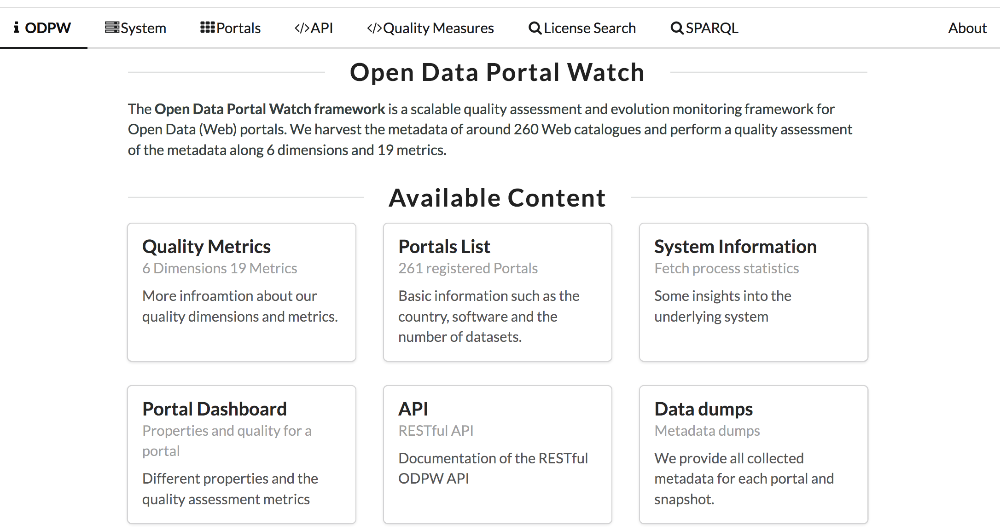 ODPW System Portals </>API </>Quality Measures License Search SPARQL About
Open Data Portal Watch
The Open Data Portal Watch framework is a scalable quality assessment and evolution monitoring framework for
Open Data (Web) portals. We harvest the metadata of around 260 Web catalogues and perform a quality assessment
of the metadata along 6 dimensions and 19 metrics.
Available Content
Quality Metrics
6 Dimensions 19 Metrics
More infroamtion about our
quality dimensions and metrics.
Portals List
261 registered Portals
Basic information such as the
country, software and the
number of datasets.
System Information
Fetch process statistics
Some insights into the
underlying system
Portal Dashboard
Properties and quality for a
portal
Different properties and the
quality assessment metrics
API
RESTful API
Documentation of the RESTful
ODPW API
Data dumps
Metadata dumps
We provide all collected
metadata for each portal and
snapshot.